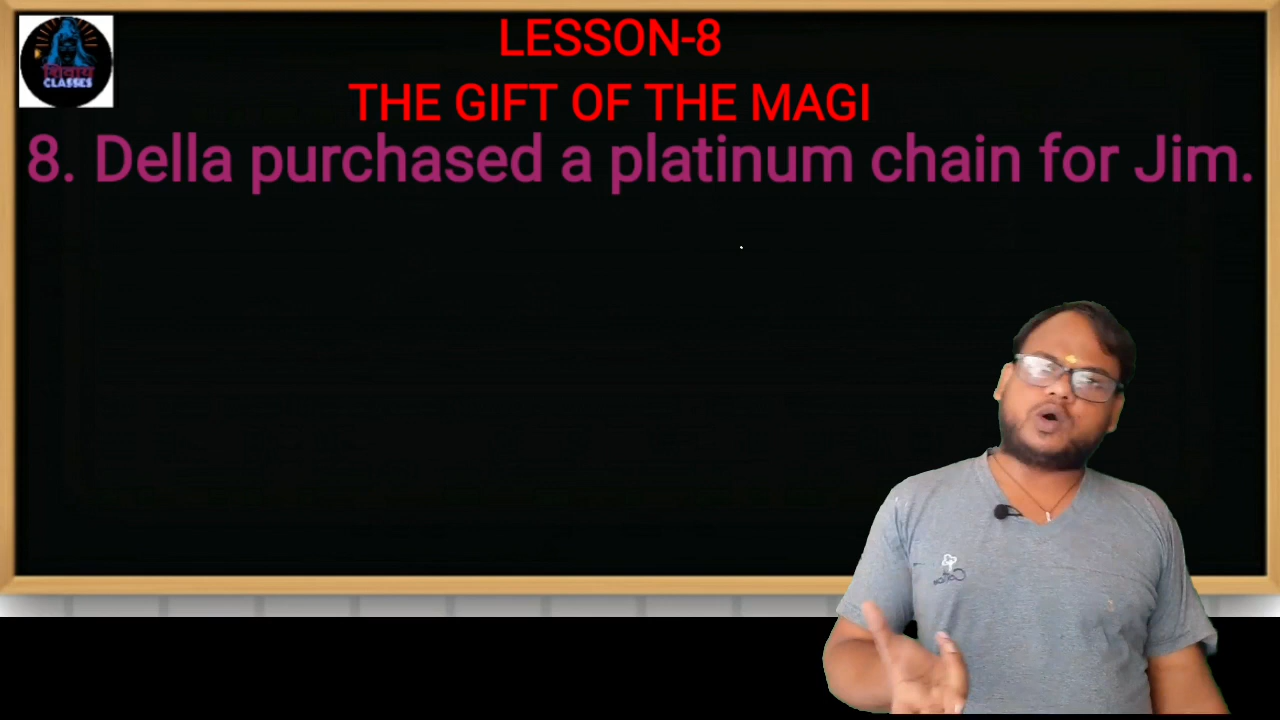 शिवाय
CLASSES
LESSON-8
THE GIFT OF THE MAGI
8. Della purchased a platinum chain for Jim.